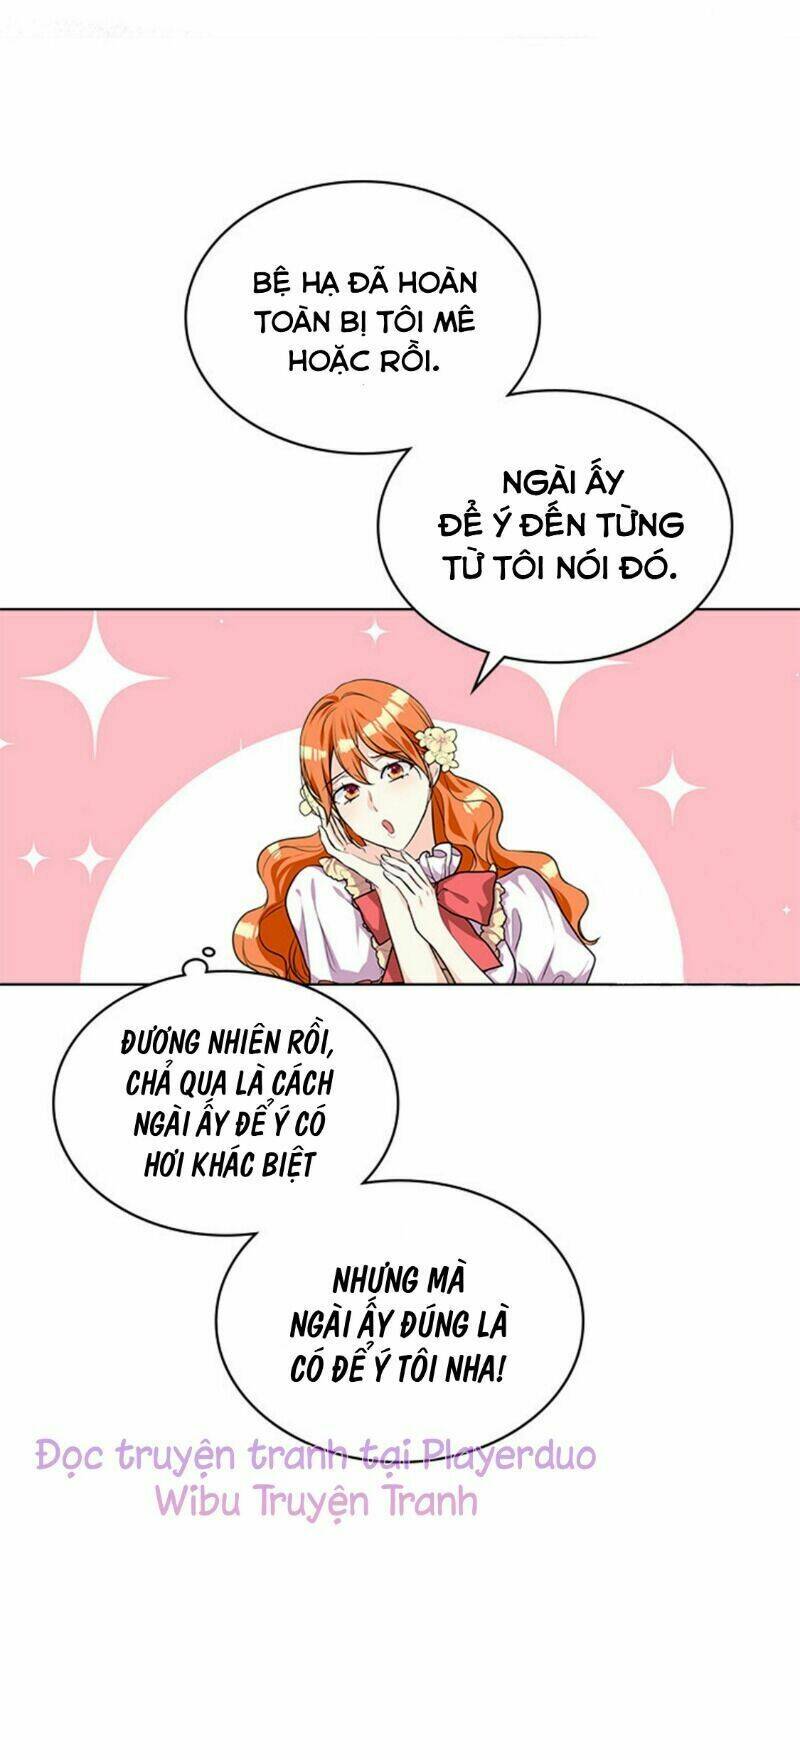 BỆ HẠ ĐÃ HOÀN
TOÀN BỊ TÔI MÊ
HOẶC RỒI.
NGÀI ẤY
ĐỂ Ý ĐẾN TỪNG
TỪ TÔI NÓI ĐÓ.
ĐƯƠNG NHIÊN RỒI,
CHẢ QUA LÀ CÁCH
NGÀI ẤY ĐỂ Ý CÓ
HƠI KHÁC BIỆT
NHƯNG MÀ
NGÀI ẤY ĐÚNG LÀ
CÓ ĐỂ Ý TÔI NHA!
Đọc truyện tranh tại Playerduo
Wibu Truyện Tranh